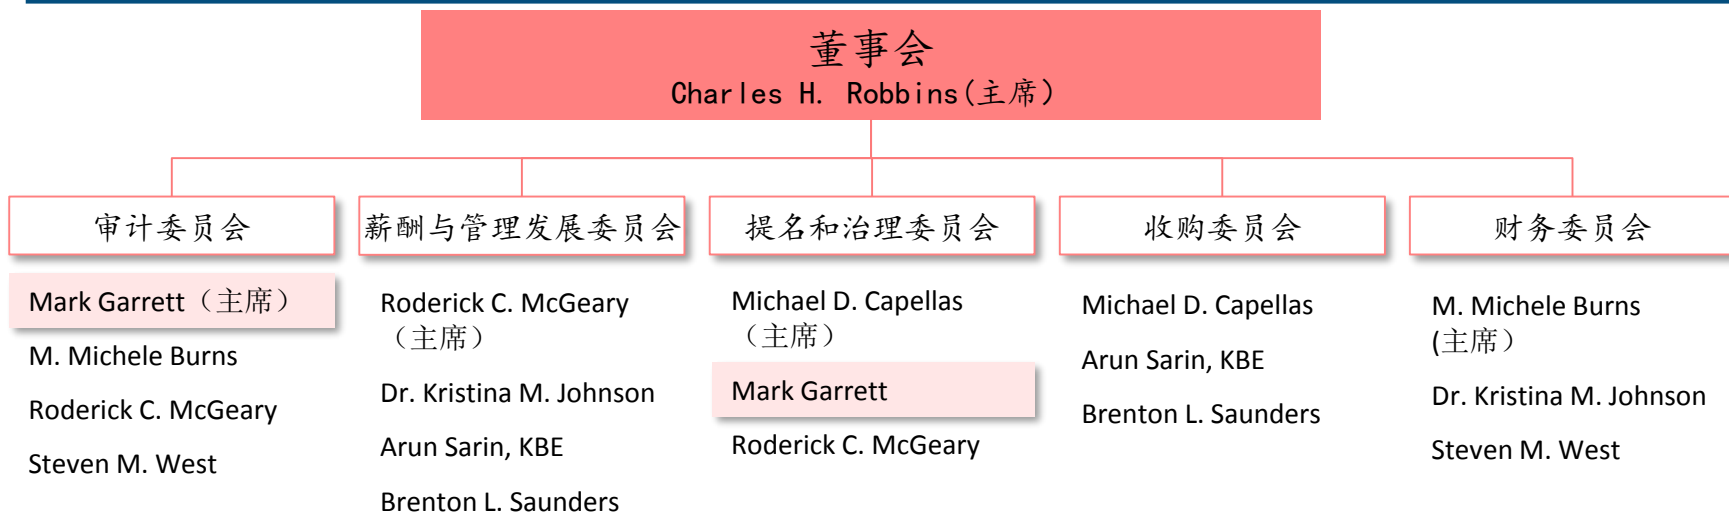 董事会
Charles H. Robbins(主席)
审计委员会
薪酬与管理发展委员会
提名和治理委员会
收购委员会
财务委员会
Mark Garrett（主席）
M. Michele Burns
Roderick C. McGeary
Steven M. West
Roderick C. McGeary
（主席）
Dr. Kristina M. Johnson
Arun Sarin, KBE
Brenton L. Saunders
Michael D. Capellas
（主席）
Mark Garrett
Roderick C. McGeary
Michael D. Capellas
Arun Sarin, KBE
Brenton L. Saunders
M. Michele Burns
(主席）
Dr. Kristina M. Johnson
Steven M. West